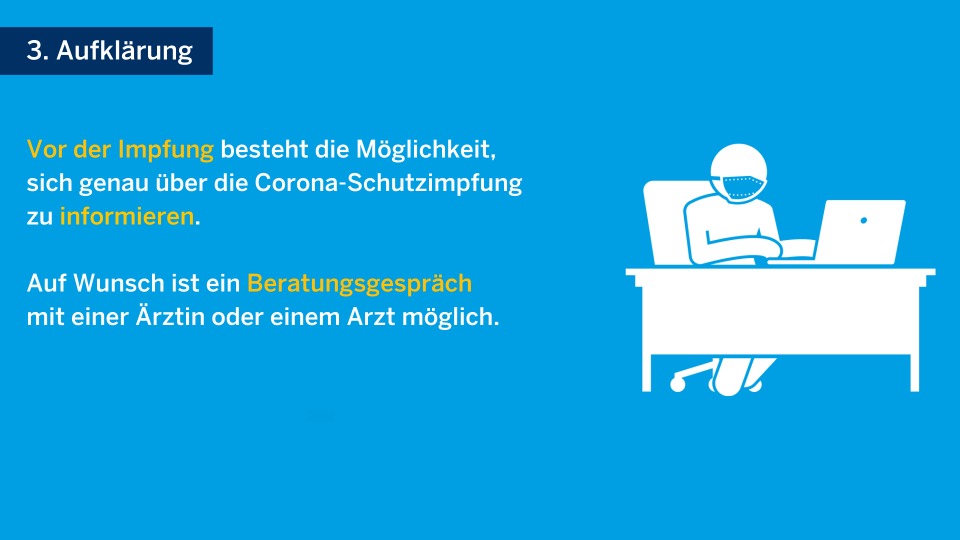 3. Aufklärung
Vor der Impfung besteht die Möglichkeit,
sich genau über die Corona-Schutzimpfung
zu informieren.
Auf Wunsch ist ein Beratungsgespräch
mit einer Ärztin oder einem Arzt möglich.